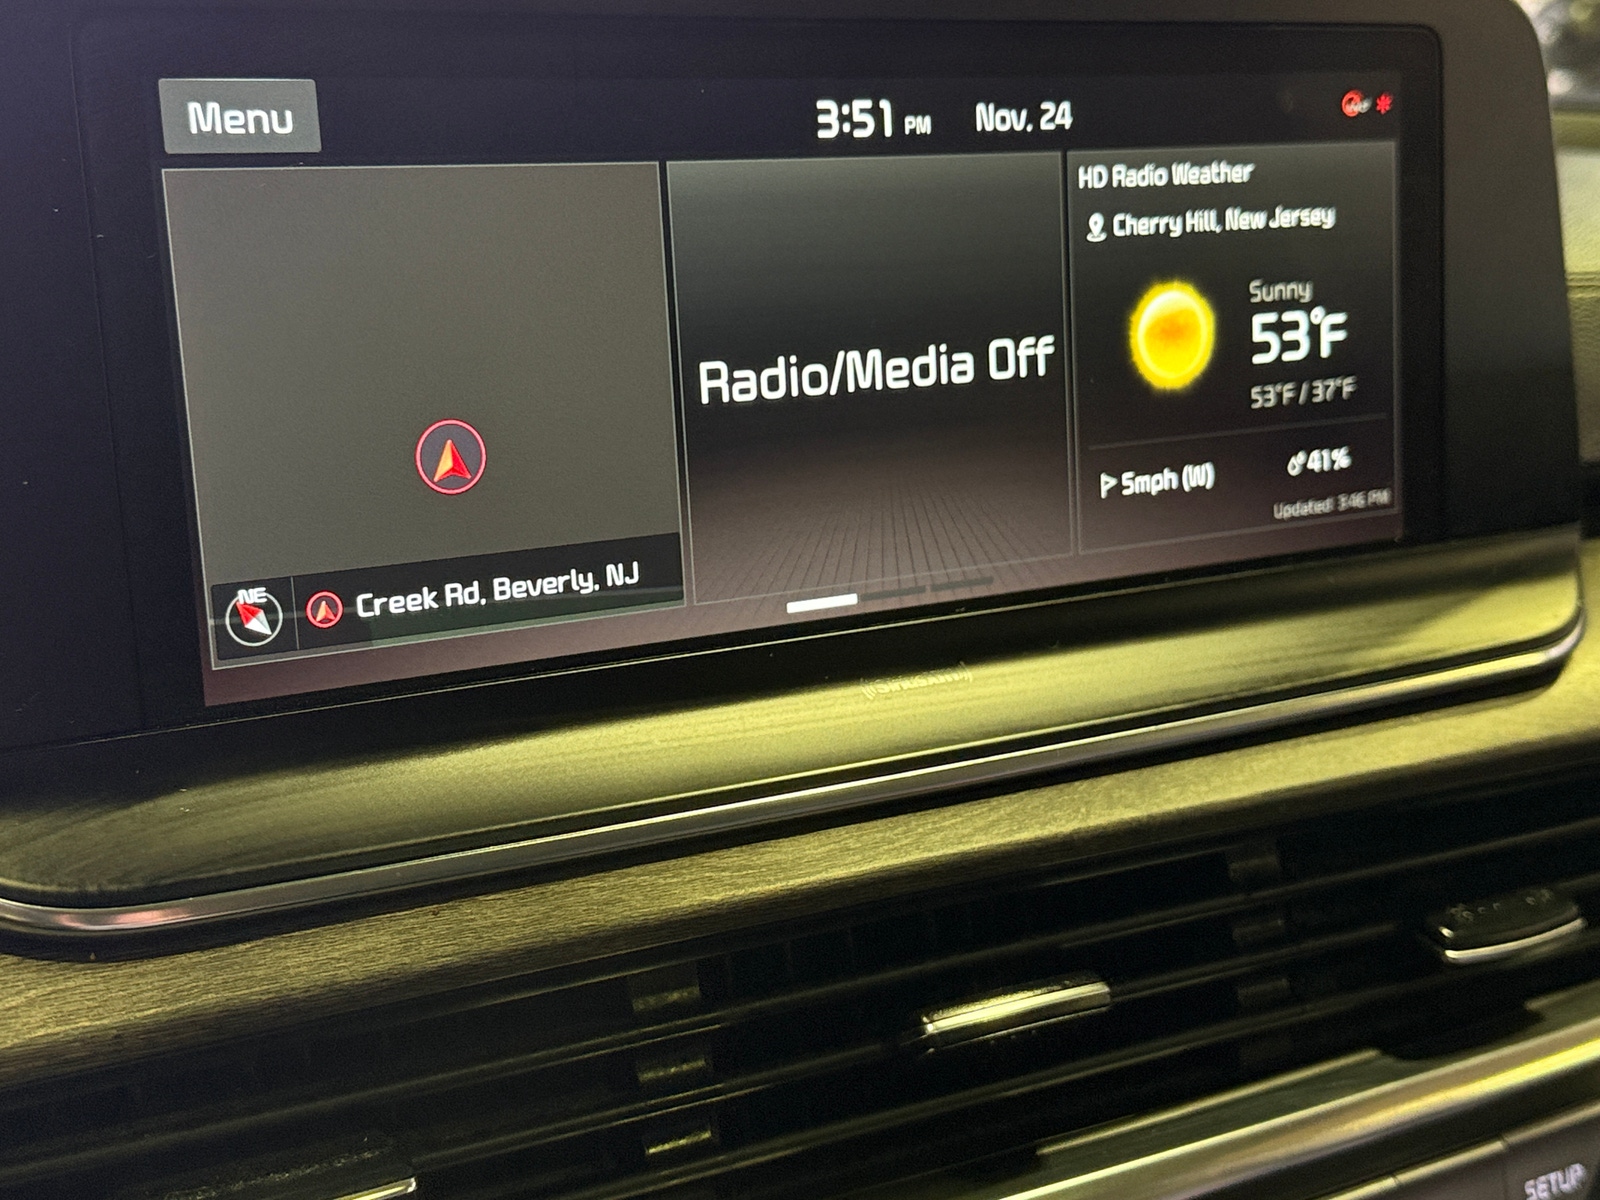 Menu
3:51 PM Nov. 24
HD Radio Weather
Cherry Hill, New Jersey
Sunny
53°F
53°F / 37°F
Radio/Media Off
5mph (W)
41%
Updated 3:46 PM
NE
Creek Rd, Beverly, NJ
SiriusXM
SETUP